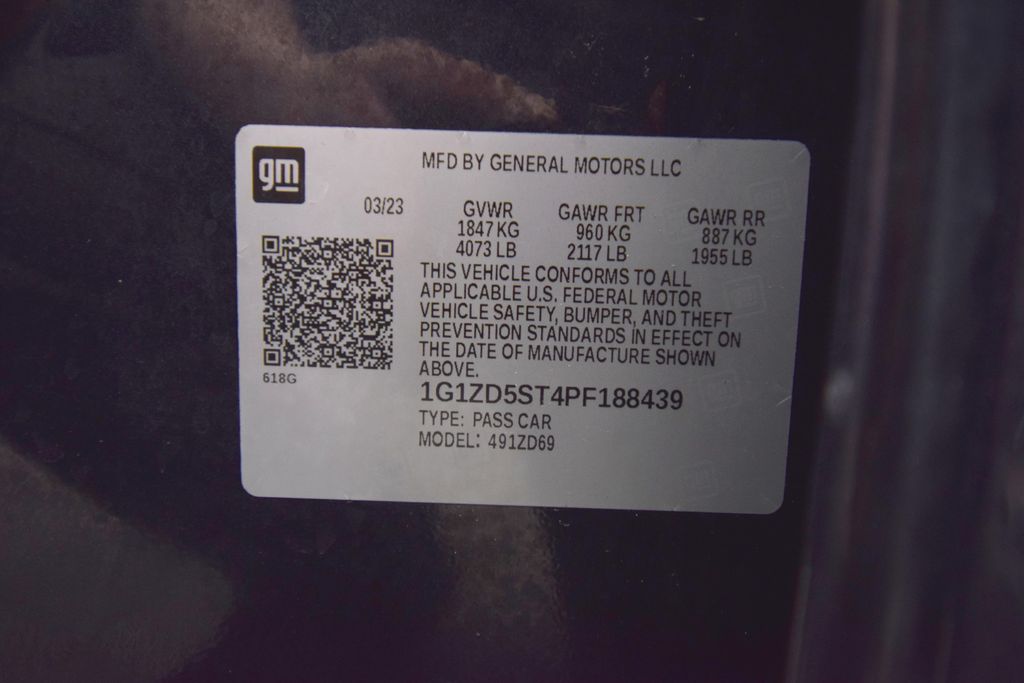 gm
MFD BY GENERAL MOTORS LLC
03/23
GVWR GAWR FRT GAWR RR
1847 KG 960 KG 887 KG
4073 LB 2117 LB 1955 LB
THIS VEHICLE CONFORMS TO ALL
APPLICABLE U.S. FEDERAL MOTOR
VEHICLE SAFETY, BUMPER, AND THEFT
PREVENTION STANDARDS IN EFFECT ON
THE DATE OF MANUFACTURE SHOWN
ABOVE.
618G
1G1ZD5ST4PF188439
TYPE: PASS CAR
MODEL: 491ZD69